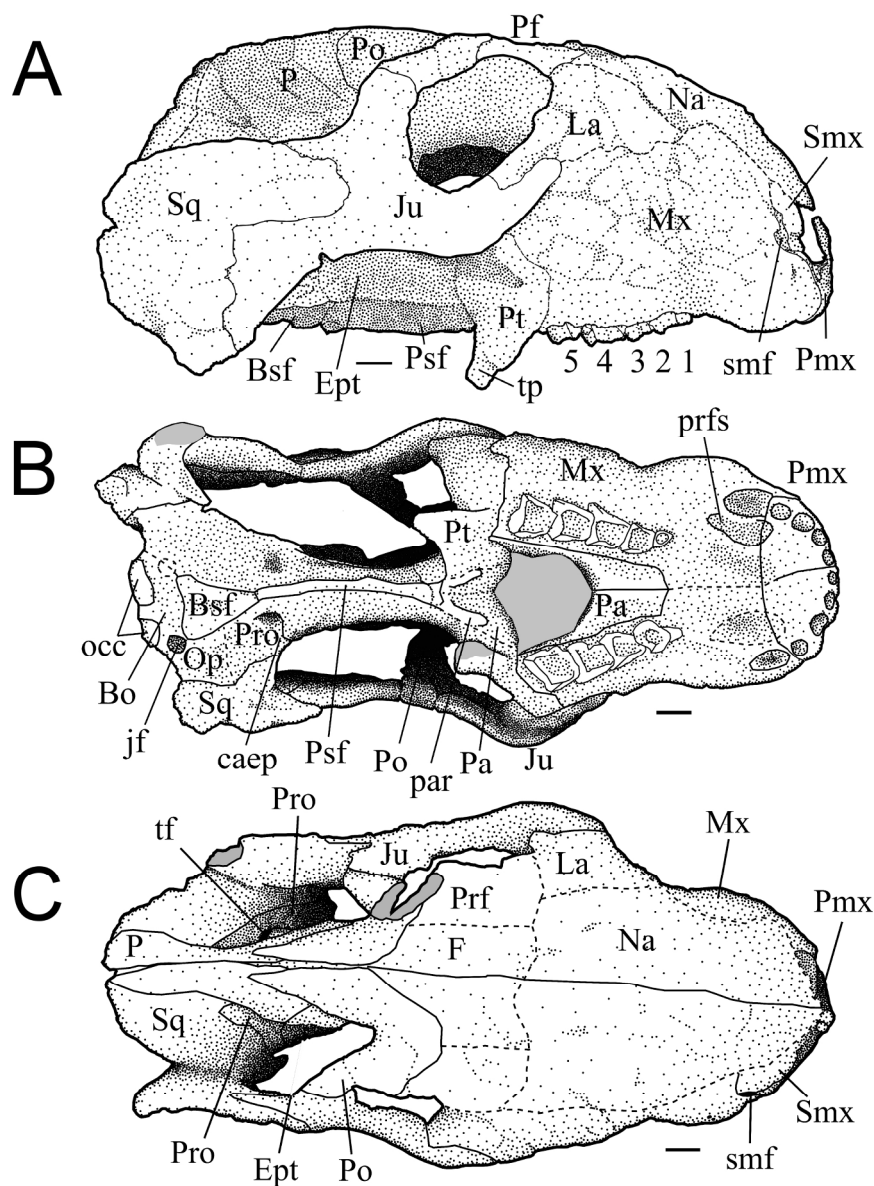 A
Po
Pf
P
Na
La
Smx
Sq
Ju
Mx
Pt
Bsf
Ept
Psf
tp
5 4 3 2 1
smf
Pmx
B
prfs
Mx
Pmx
Pt
Bsf
Pa
Pro
occ
Op
Bo
Sq
jf
caep
Psf
Po
par
Pa
Ju
C
Pro
tf
Mx
Ju
La
Pmx
Prf
P
F
Na
Sq
Smx
Pro
Ept
Po
smf